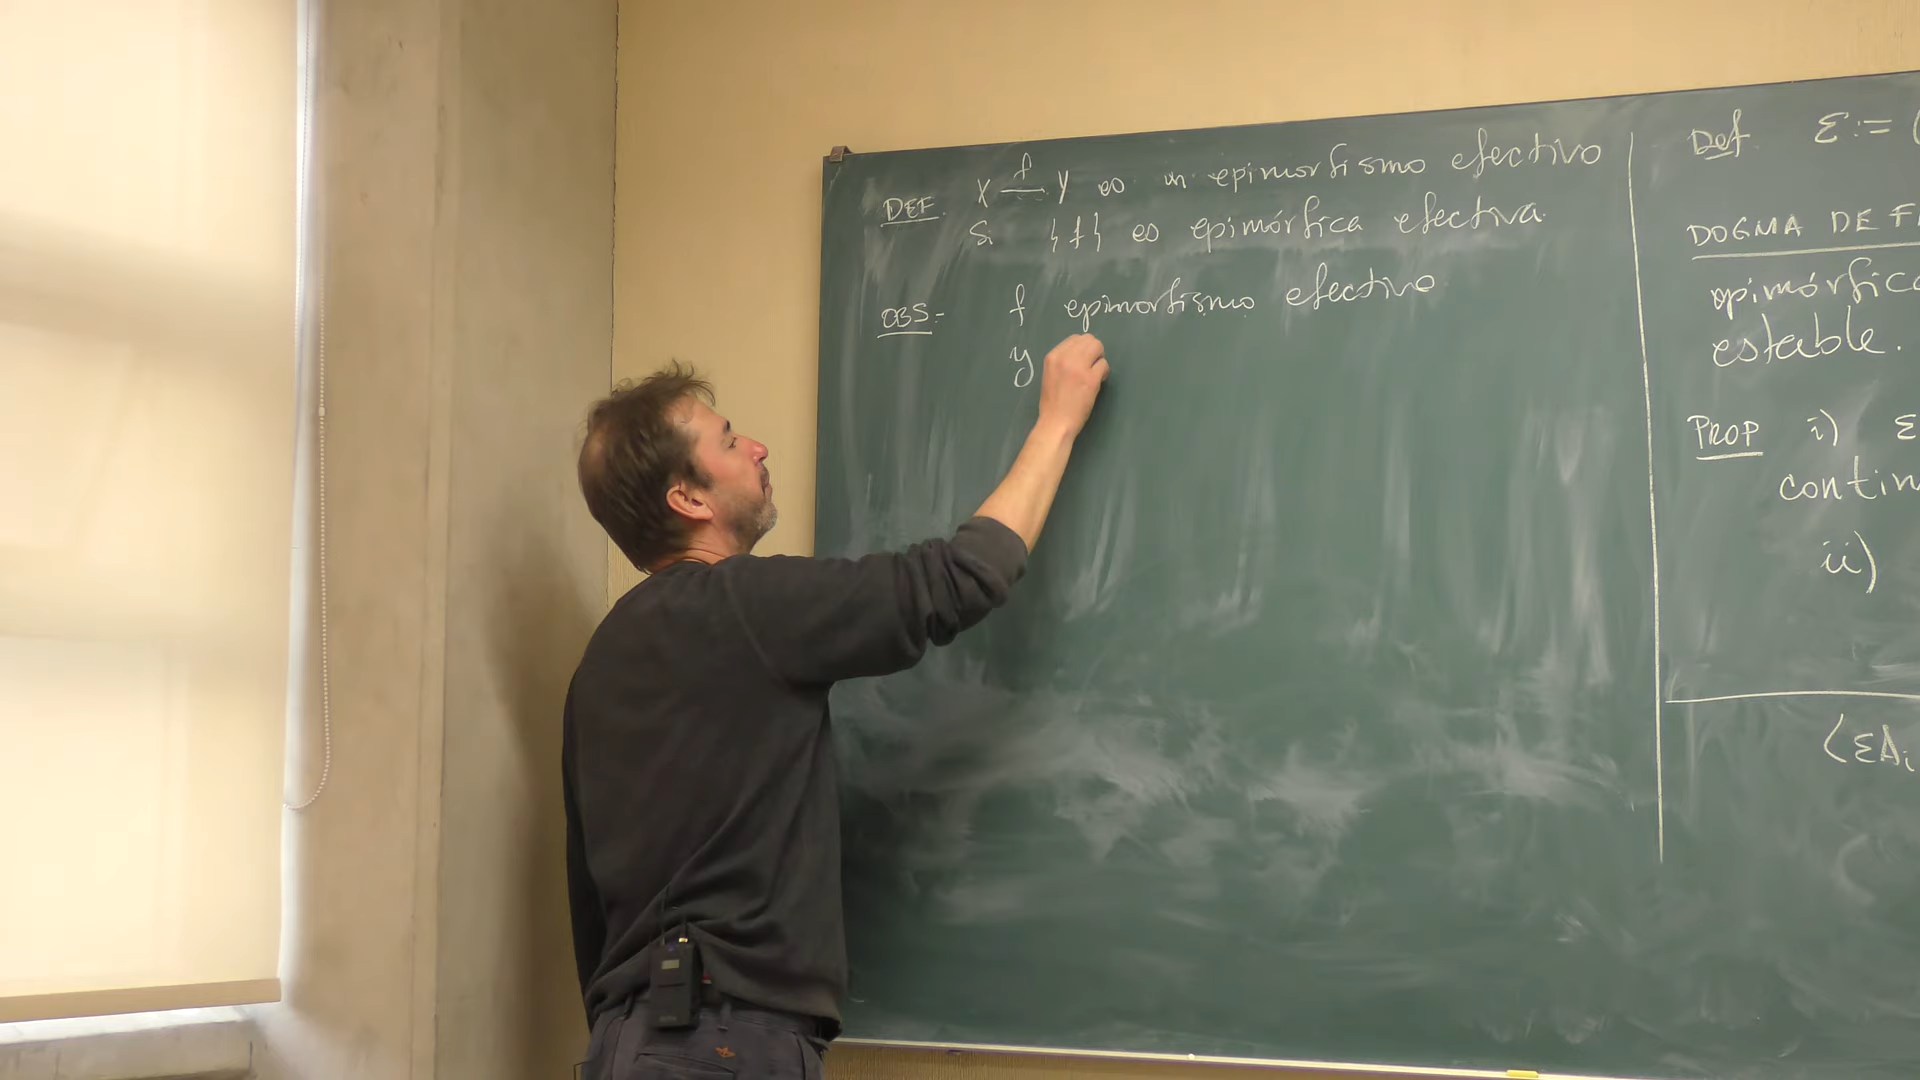 DEF. X —f— Y es un epimorfismo efectivo
Si {f} es epimórfica efectiva.
OBS:- f epimorfismo efectivo
y
Def. Ɛ := (
DOGMA DE F
epimórfica
estable.
PROP i) Ɛ
contin
ii)
(ƐAi